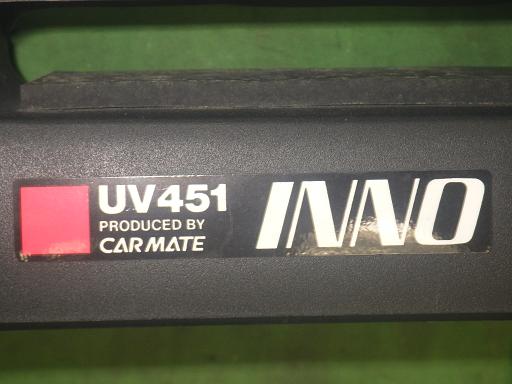 UV451
PRODUCED BY
CARMATE
INNO